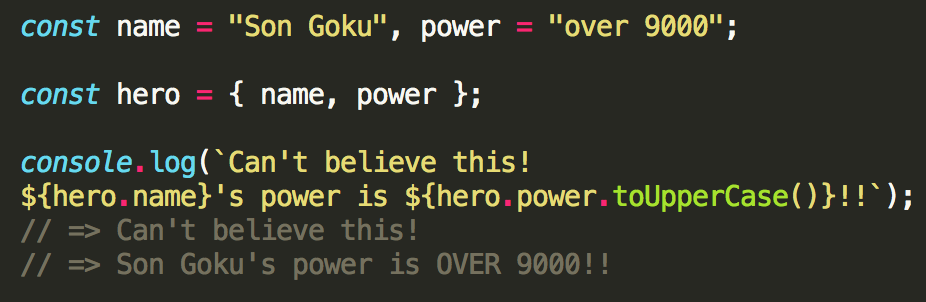 const name = "Son Goku", power = "over 9000";
const hero = { name, power };
console.log(`Can't believe this!
${hero.name}'s power is ${hero.power.toUpperCase()}!!`);
// => Can't believe this!
// => Son Goku's power is OVER 9000!!